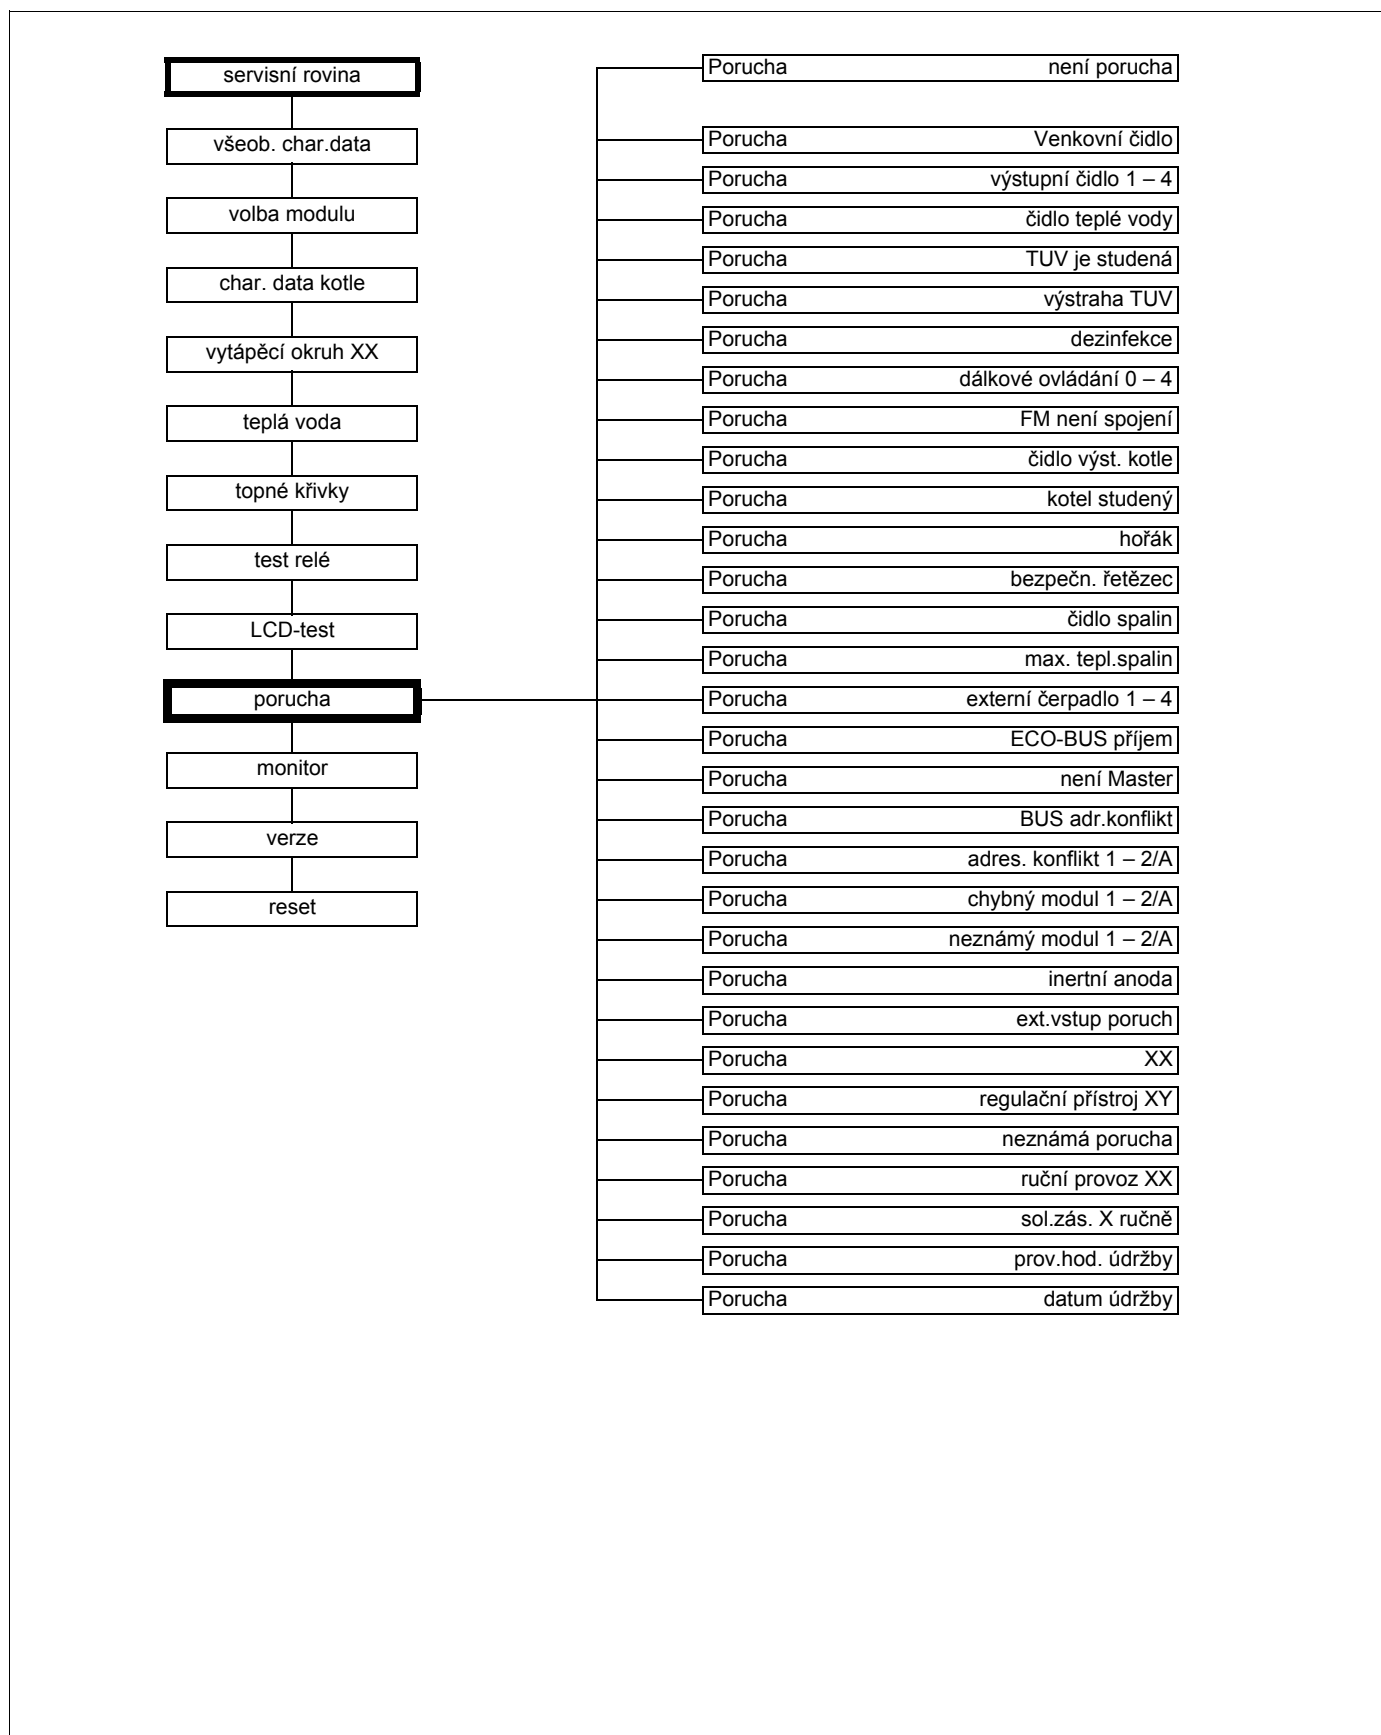 servisní rovina
všeob. char.data
volba modulu
char. data kotle
vytápěcí okruh XX
teplá voda
topné křivky
test relé
LCD-test
porucha
monitor
verze
reset
Porucha není porucha
Porucha Venkovní čidlo
Porucha výstupní čidlo 1 – 4
Porucha čidlo teplé vody
Porucha TUV je studená
Porucha výstraha TUV
Porucha dezinfekce
Porucha dálkové ovládání 0 – 4
Porucha FM není spojení
Porucha čidlo výst. kotle
Porucha kotel studený
Porucha hořák
Porucha bezpečn. řetězec
Porucha čidlo spalin
Porucha max. tepl.spalin
Porucha externí čerpadlo 1 – 4
Porucha ECO-BUS příjem
Porucha není Master
Porucha BUS adr.konflikt
Porucha adres. konflikt 1 – 2/A
Porucha chybný modul 1 – 2/A
Porucha neznámý modul 1 – 2/A
Porucha inertní anoda
Porucha ext.vstup poruch
Porucha XX
Porucha regulační přístroj XY
Porucha neznámá porucha
Porucha ruční provoz XX
Porucha sol.zás. X ručně
Porucha prov.hod. údržby
Porucha datum údržby